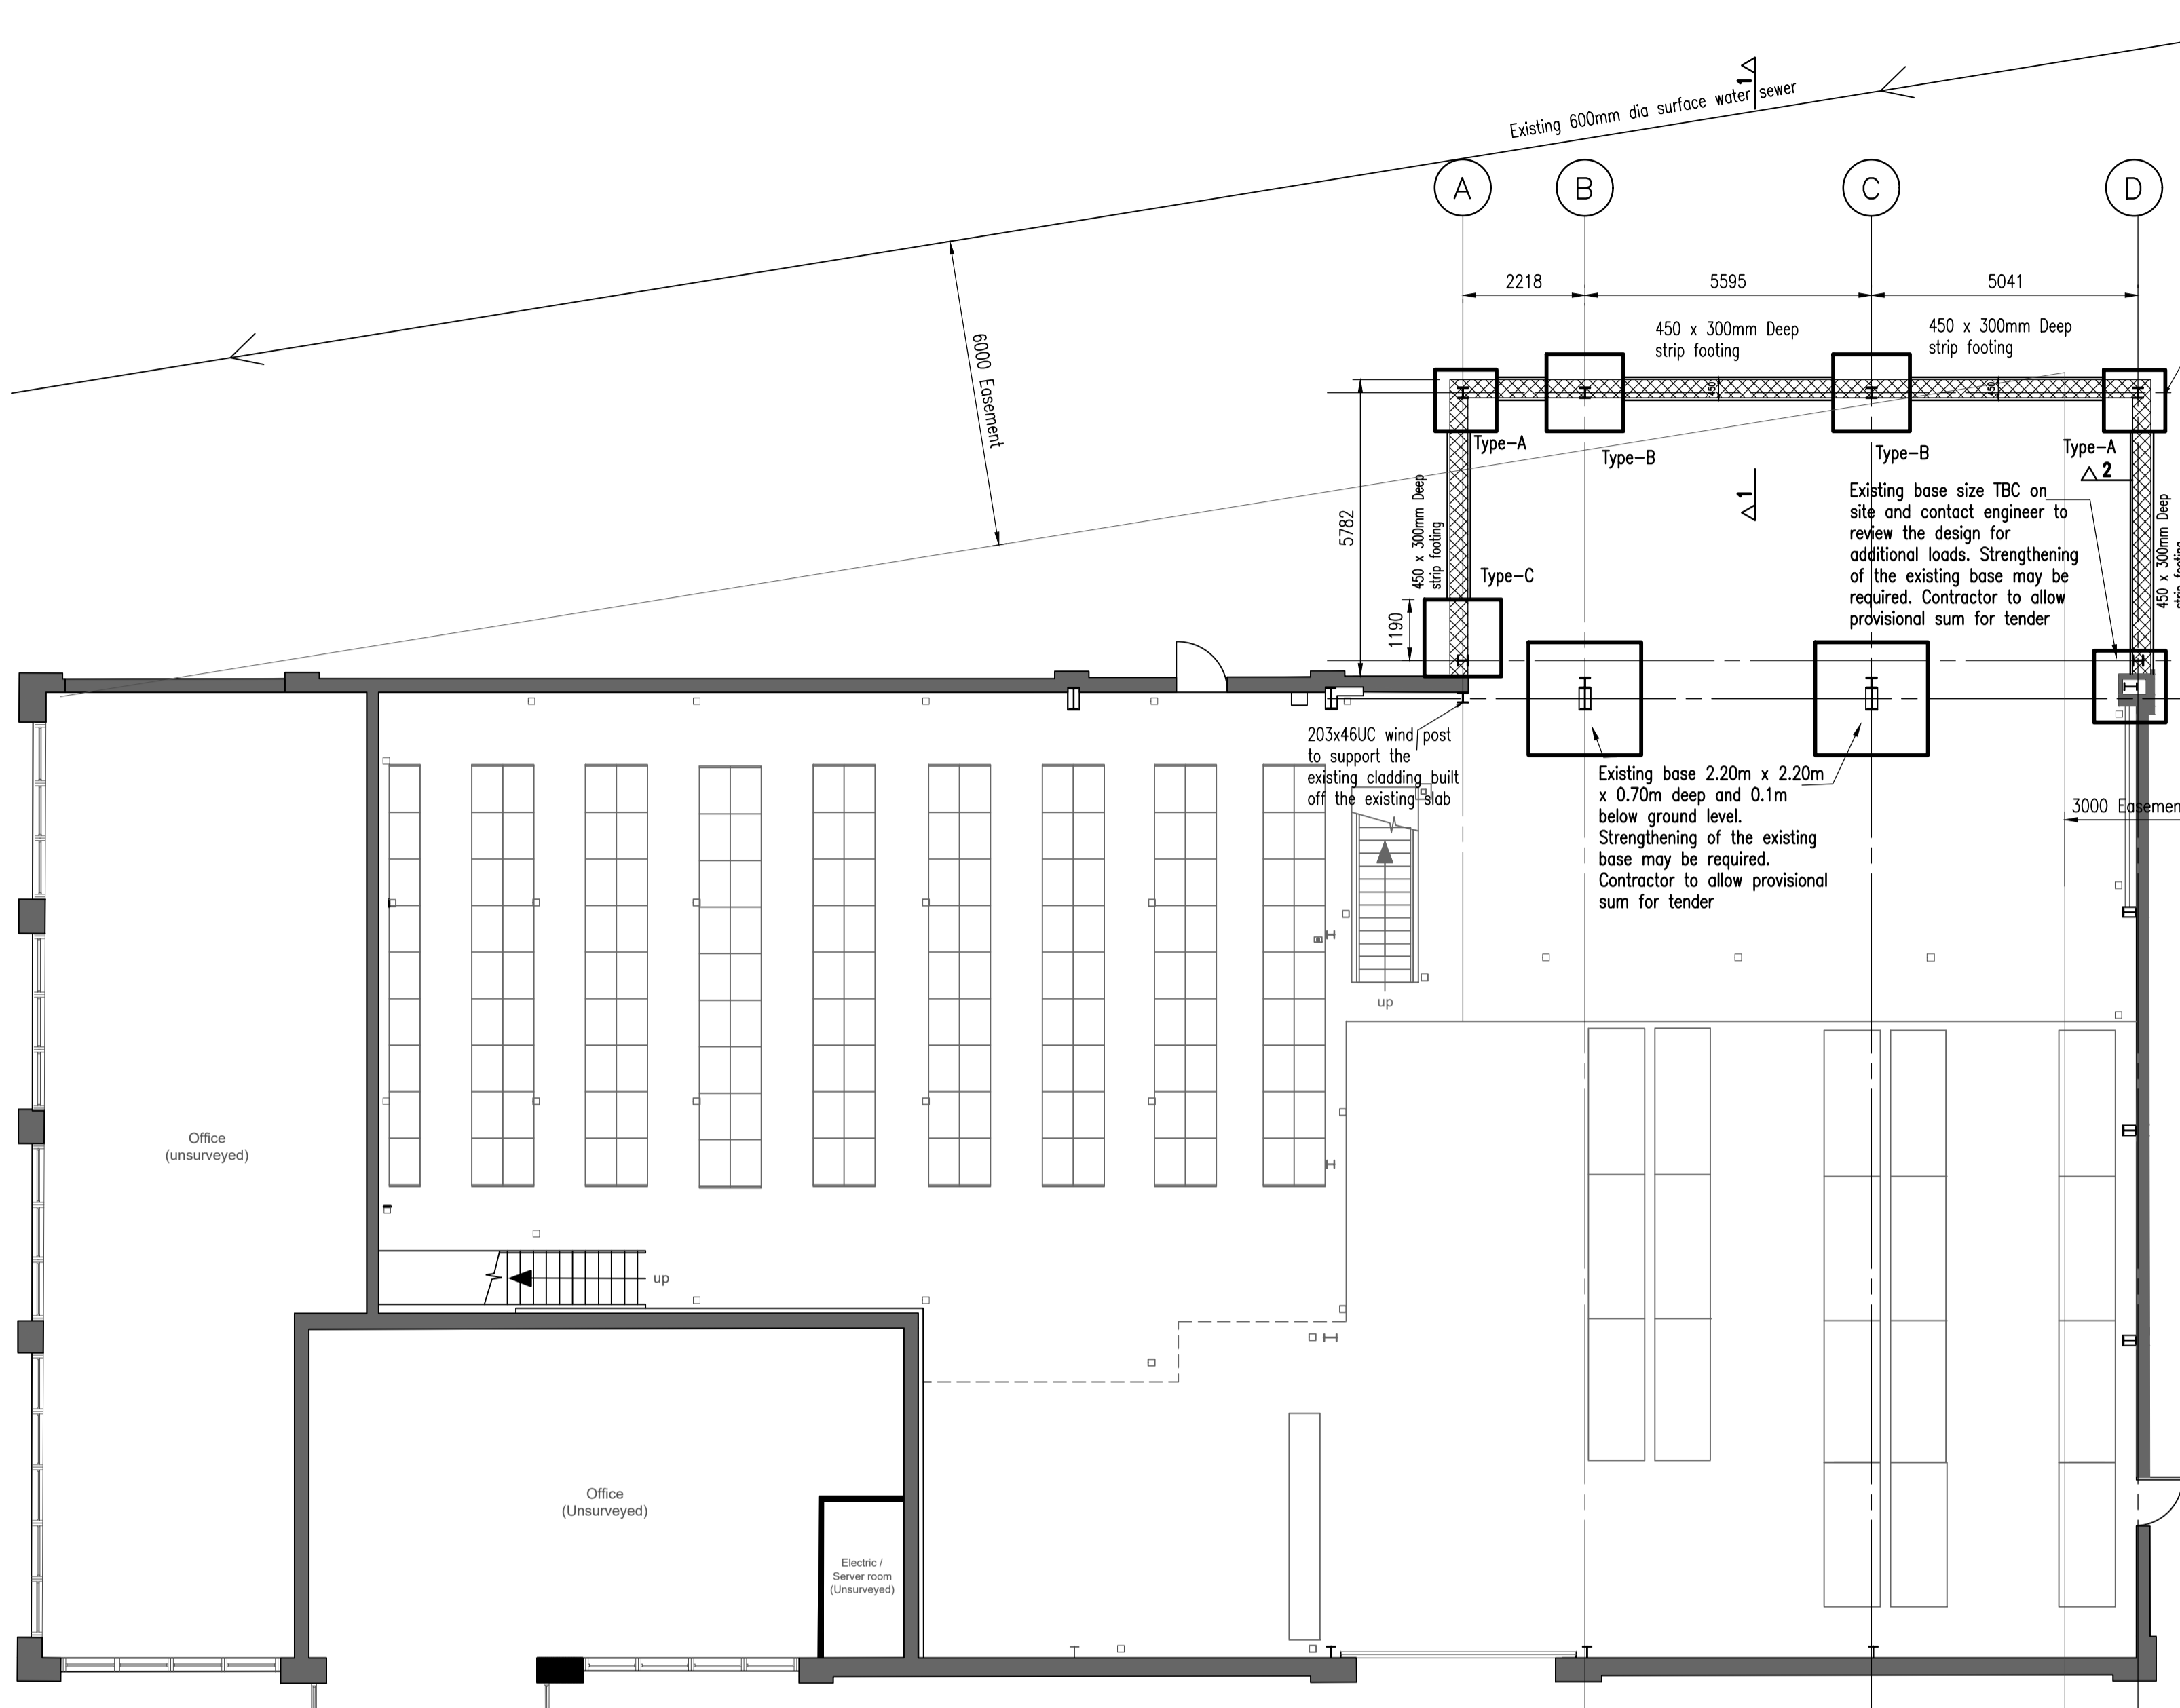 Existing 600mm dia surface water sewer
1
A
B
C
D
2218
5595
5041
6000 Easement
450 x 300mm Deep
strip footing
450 x 300mm Deep
strip footing
450
450
Type-A
Type-B
Type-B
Type-A
2
1
5782
450 x 300mm Deep
strip footing
Type-C
1190
Existing base size TBC on
site and contact engineer to
review the design for
additional loads. Strengthening
of the existing base may be
required. Contractor to allow
provisional sum for tender
450 x 300mm Deep
strip footing
203x46UC wind post
to support the
existing cladding built
off the existing slab
Existing base 2.20m x 2.20m
x 0.70m deep and 0.1m
below ground level.
Strengthening of the existing
base may be required.
Contractor to allow provisional
sum for tender
3000 Easemen
up
Office
(unsurveyed)
up
Office
(Unsurveyed)
Electric /
Server room
(Unsurveyed)